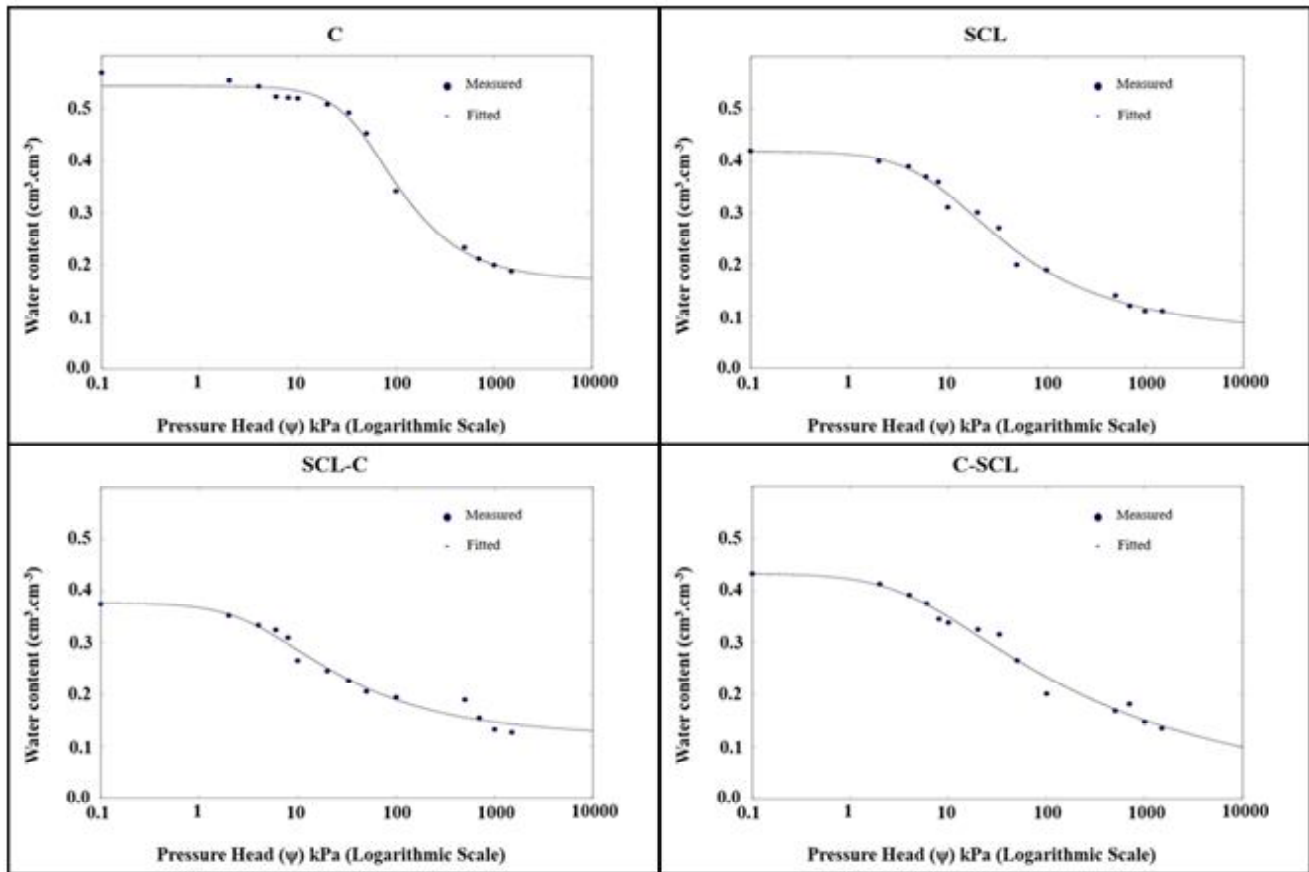 C
Measured
Fitted
0.5
0.4
0.3
0.2
0.1
0.0
Water content (cm³.cm⁻³)
0.1 1 10 100 1000 10000
Pressure Head (ψ) kPa (Logarithmic Scale)
SCL
Measured
Fitted
0.5
0.4
0.3
0.2
0.1
0.0
Water content (cm³.cm⁻³)
0.1 1 10 100 1000 10000
Pressure Head (ψ) kPa (Logarithmic Scale)
SCL-C
Measured
Fitted
0.5
0.4
0.3
0.2
0.1
0.0
Water content (cm³.cm⁻³)
0.1 1 10 100 1000 10000
Pressure Head (ψ) kPa (Logarithmic Scale)
C-SCL
Measured
Fitted
0.5
0.4
0.3
0.2
0.1
0.0
Water content (cm³.cm⁻³)
0.1 1 10 100 1000 10000
Pressure Head (ψ) kPa (Logarithmic Scale)